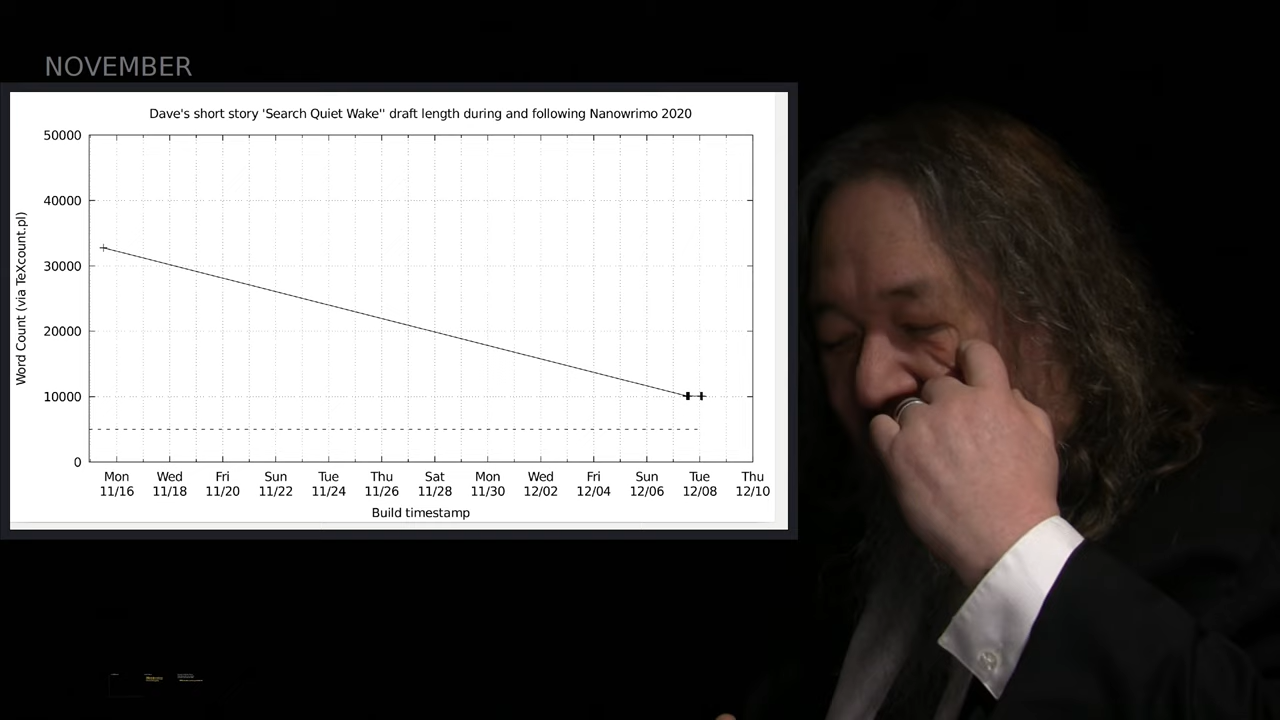 NOVEMBER
Dave's short story 'Search Quiet Wake'' draft length during and following Nanowrimo 2020
50000
40000
30000
20000
10000
0
Word Count (via TeXcount.pl)
Mon Wed Fri Sun Tue Thu Sat Mon Wed Fri Sun Tue Thu
11/16 11/18 11/20 11/22 11/24 11/26 11/28 11/30 12/02 12/04 12/06 12/08 12/10
Build timestamp